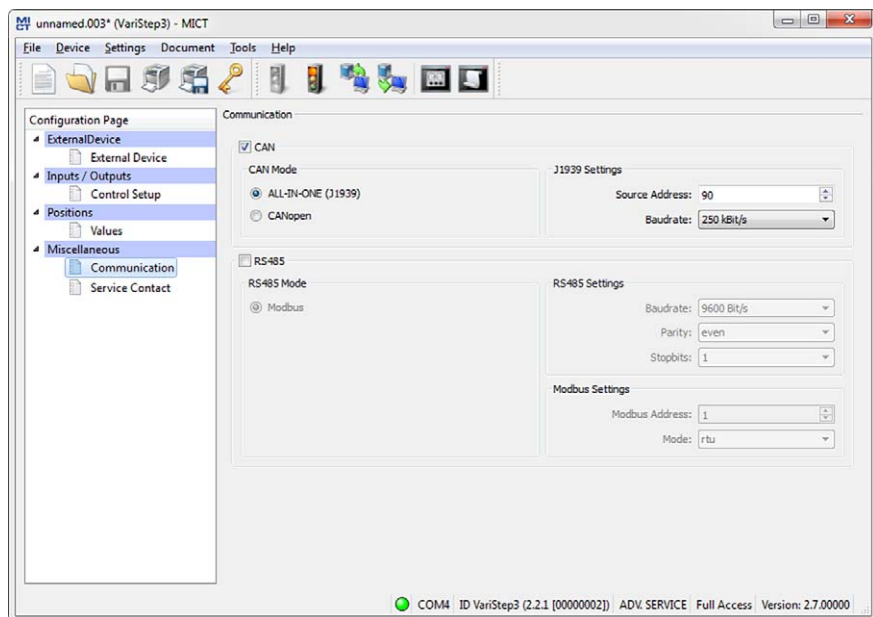 MICT unnamed.003* (VariStep3) - MICT
File Device Settings Document Tools Help
Configuration Page
ExternalDevice
External Device
Inputs / Outputs
Control Setup
Positions
Values
Miscellaneous
Communication
Service Contact
Communication
CAN
CAN Mode
ALL-IN-ONE (J1939)
CANopen
J1939 Settings
Source Address: 90
Baudrate: 250 kBit/s
RS485
RS485 Mode
Modbus
RS485 Settings
Baudrate: 9600 Bit/s
Parity: even
Stopbits: 1
Modbus Settings
Modbus Address: 1
Mode: rtu
COM4 ID VariStep3 (2.2.1 [00000002]) ADV. SERVICE Full Access Version: 2.7.00000